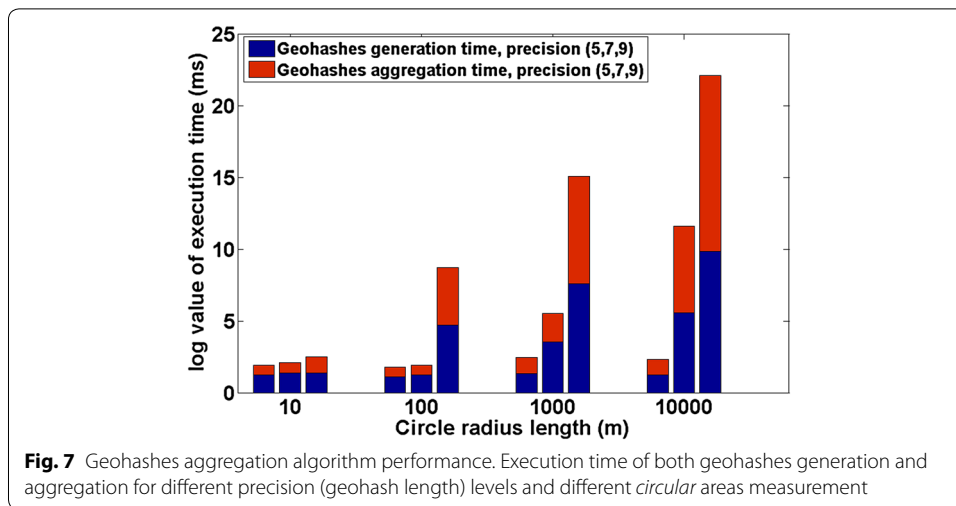 25
20
15
10
5
0
log value of execution time (ms)
Geohashes generation time, precision (5,7,9)
Geohashes aggregation time, precision (5,7,9)
10 100 1000 10000
Circle radius length (m)
Fig. 7 Geohashes aggregation algorithm performance. Execution time of both geohashes generation and
aggregation for different precision (geohash length) levels and different circular areas measurement